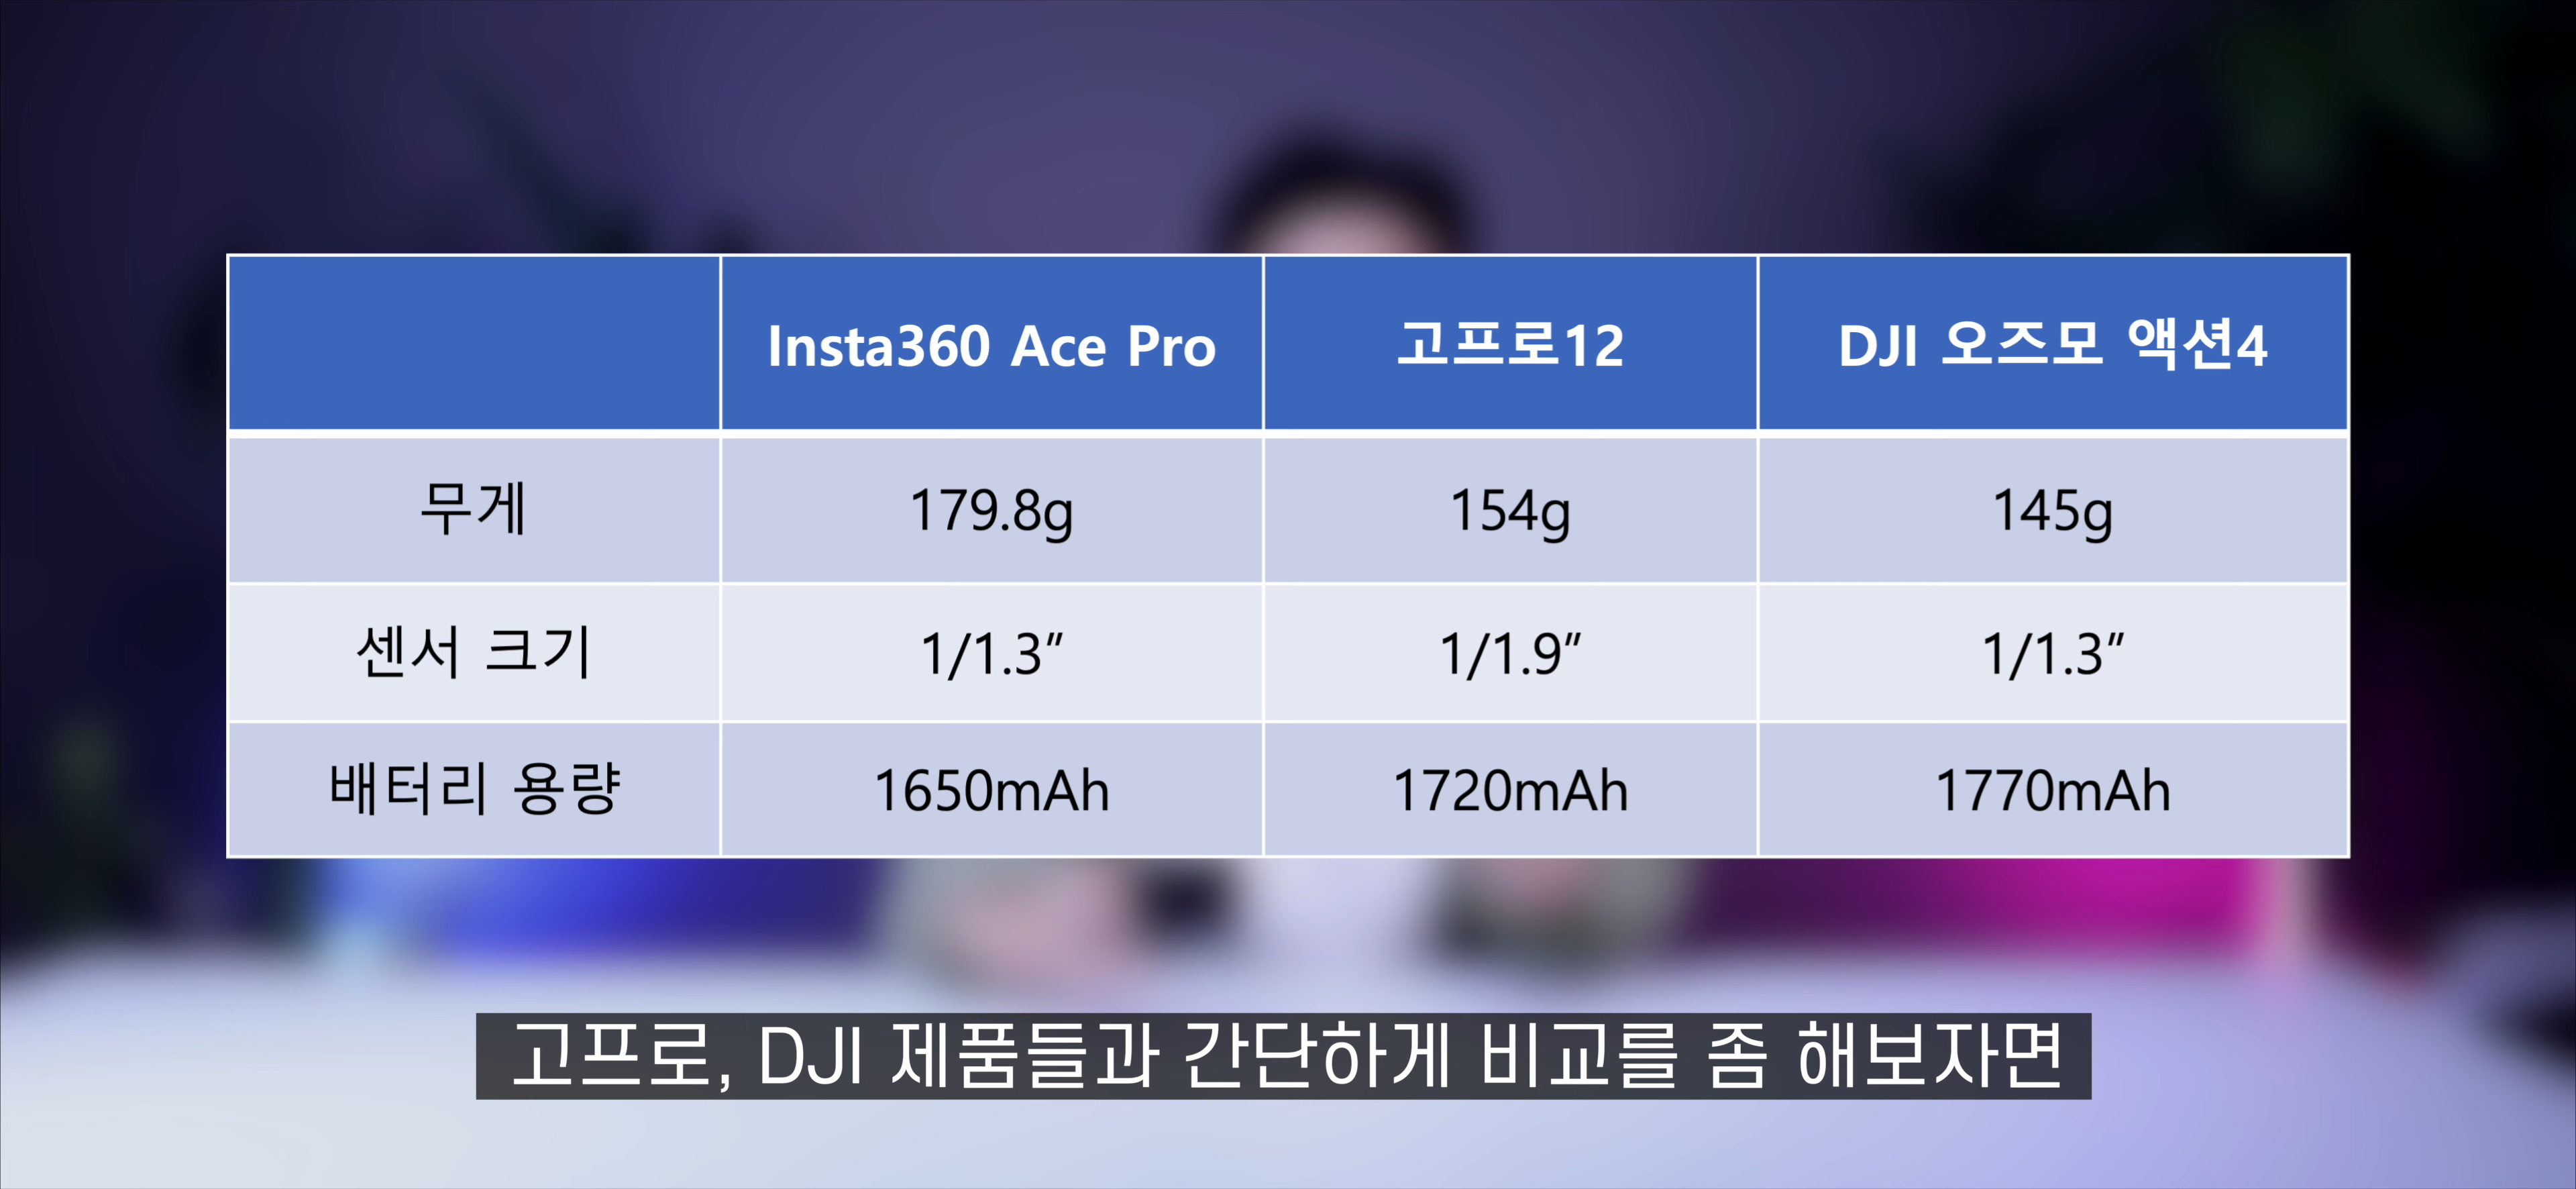 Insta360 Ace Pro 고프로12 DJI 오즈모 액션4
무게 179.8g 154g 145g
센서 크기 1/1.3″ 1/1.9″ 1/1.3″
배터리 용량 1650mAh 1720mAh 1770mAh
고프로, DJI 제품들과 간단하게 비교를 좀 해보자면